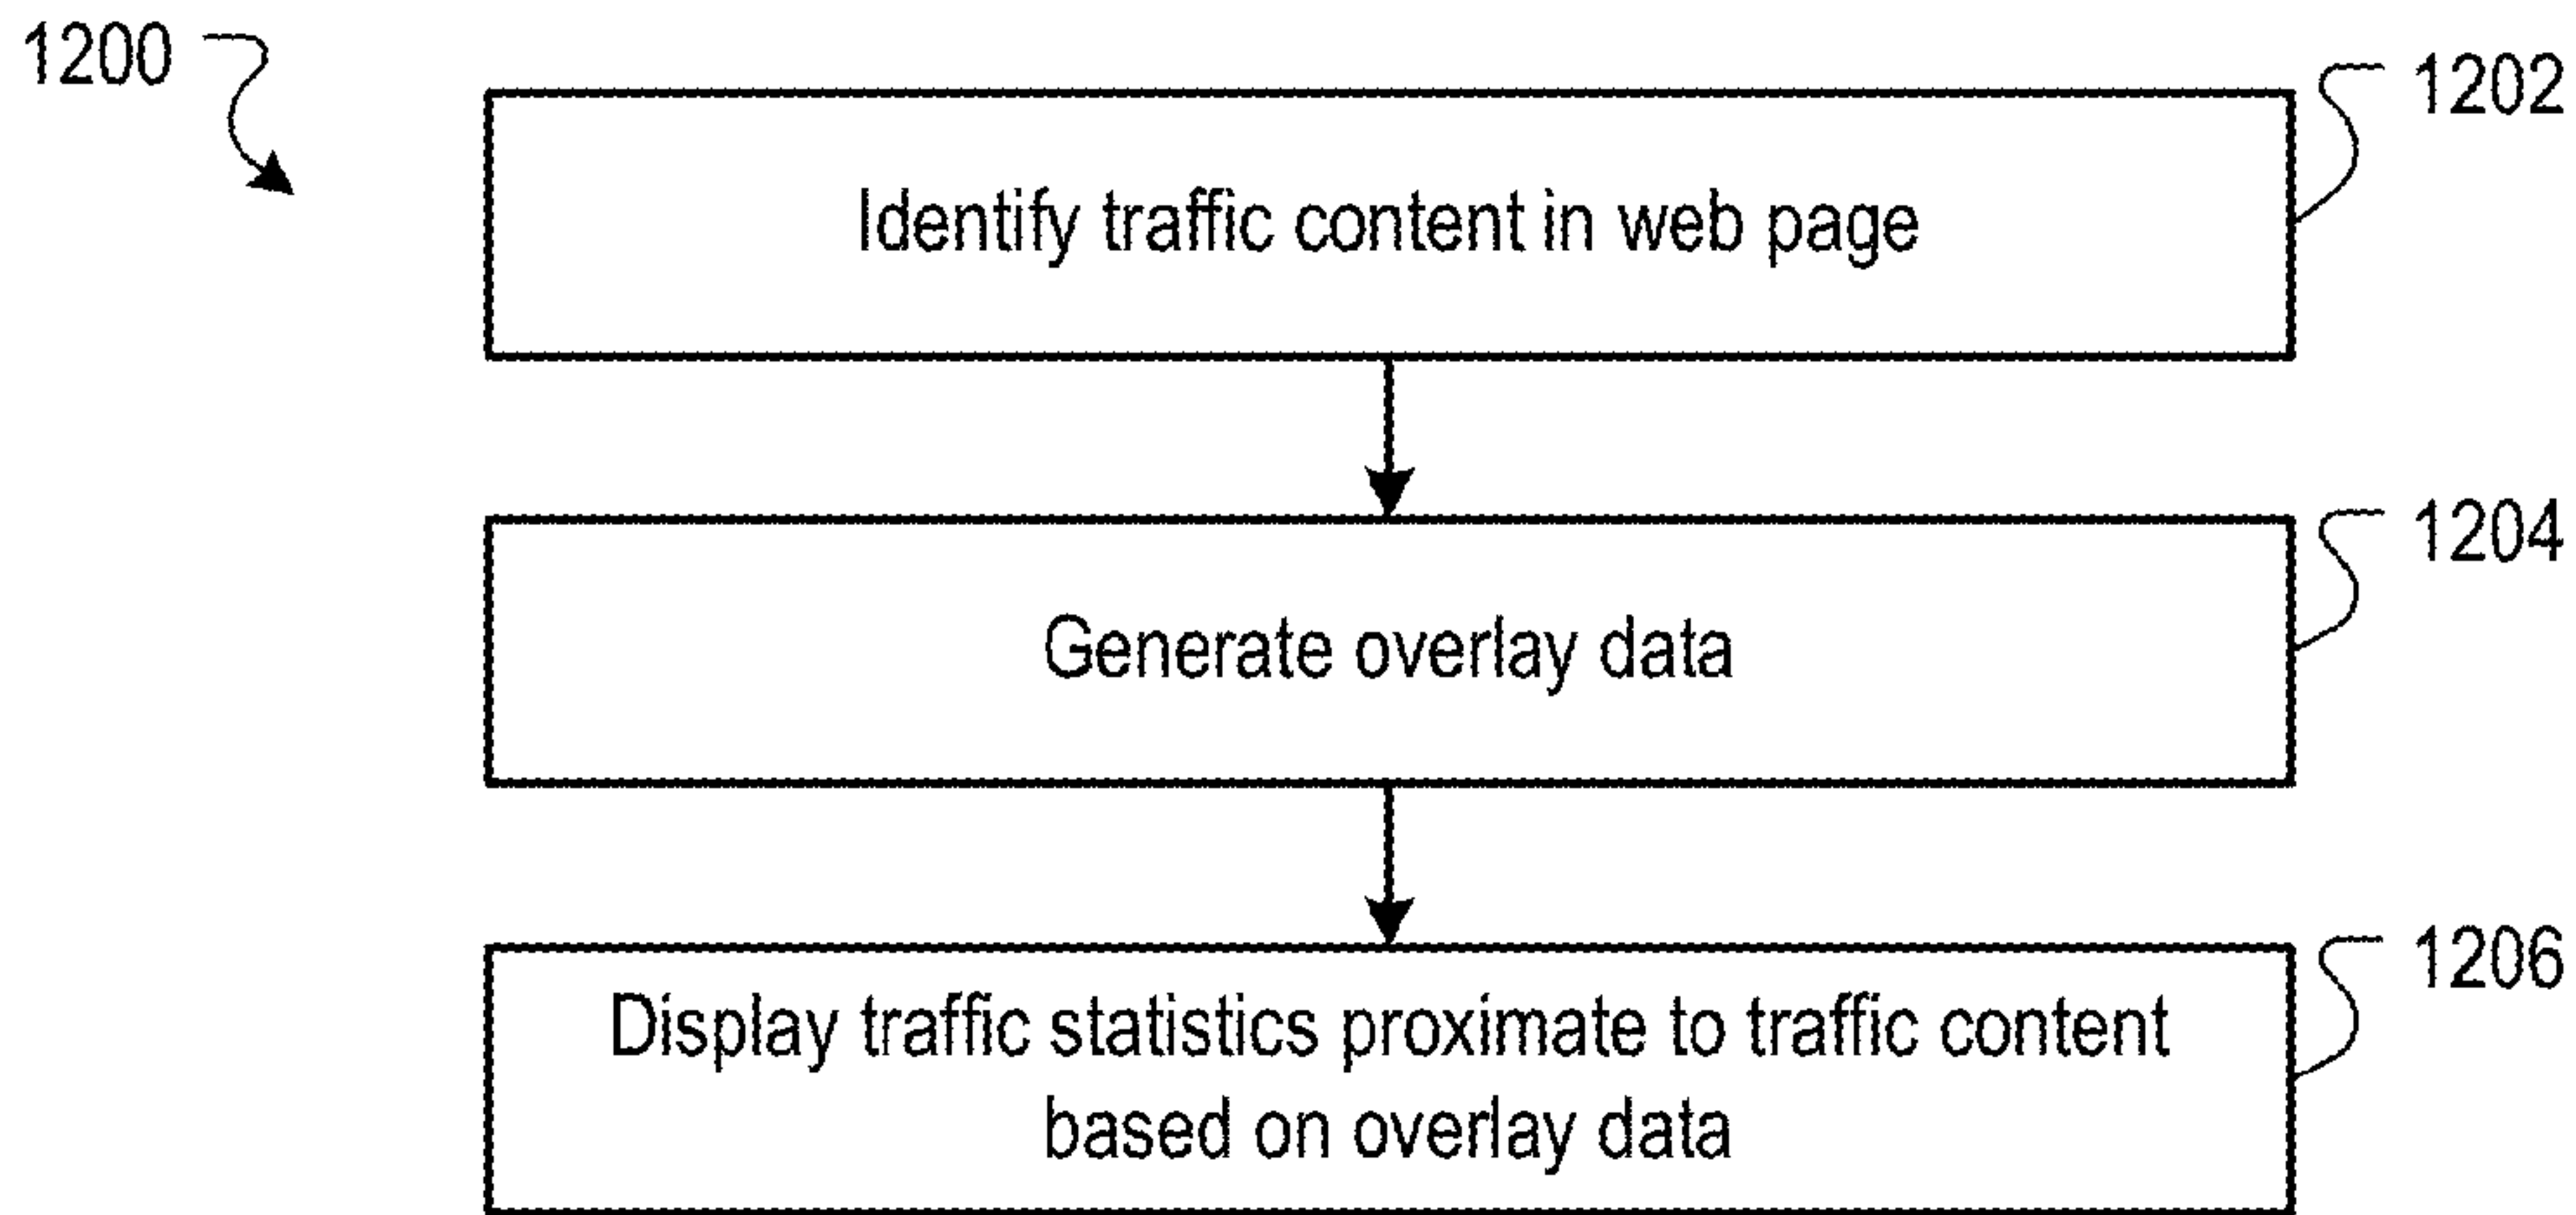 1200
1202
Identify traffic content in web page
1204
Generate overlay data
1206
Display traffic statistics proximate to traffic content
based on overlay data